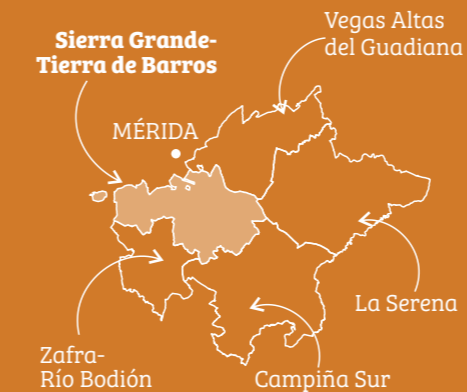 Vegas Altas
del Guadiana
Sierra Grande-
Tierra de Barros
MÉRIDA
La Serena
Zafra-
Río Bodión
Campiña Sur